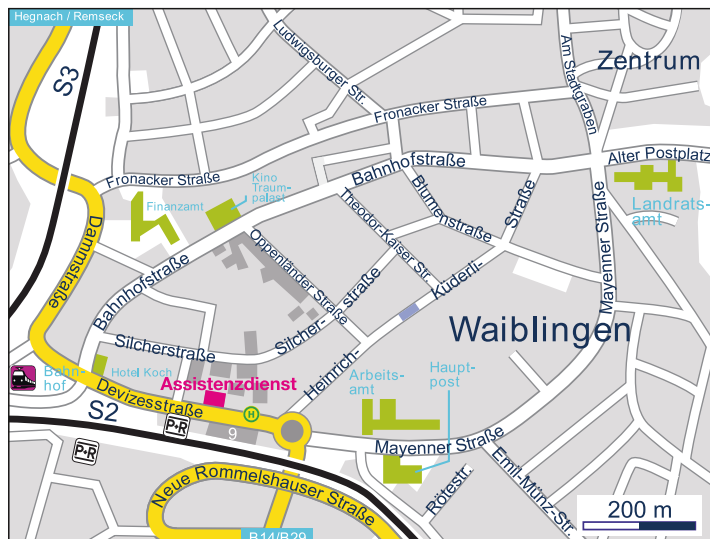 Hegnach / Remseck
S3
Ludwigsburger Str.
Am Stadtgraben
Zentrum
Fronacker Straße
Bahnhofstraße
Alter Postplatz
Fronacker Straße
Kino
Traum-
palast
Finanzamt
Landrats-
amt
Blumenstraße
Theodor-Kaiser Str.
Oppenländer Straße
Mayenner Straße
Dammstraße
Bahnhofstraße
Heinrich-
Küderli-
Straße
Silcherstraße
Silcher-
straße
Waiblingen
Bahn-
hof
Hotel Koch
Assistenzdienst
Arbeits-
amt
Haupt-
post
Devizesstraße
S2
H
P+R
9
P+R
Mayenner Straße
Rötestr.
Emil-Münz-Str.
Neue Rommelshauser Straße
B14/B29
200 m